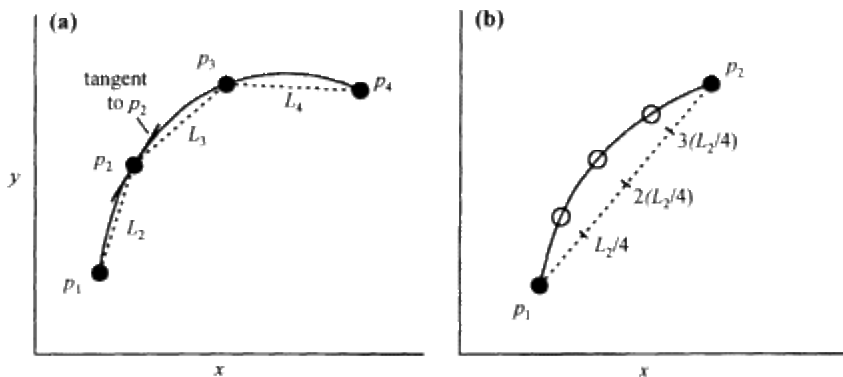 (a)
p3
p4
tangent
to p2
L4
L3
p2
y
L2
p1
x
(b)
p2
3(L2/4)
2(L2/4)
L2/4
p1
x